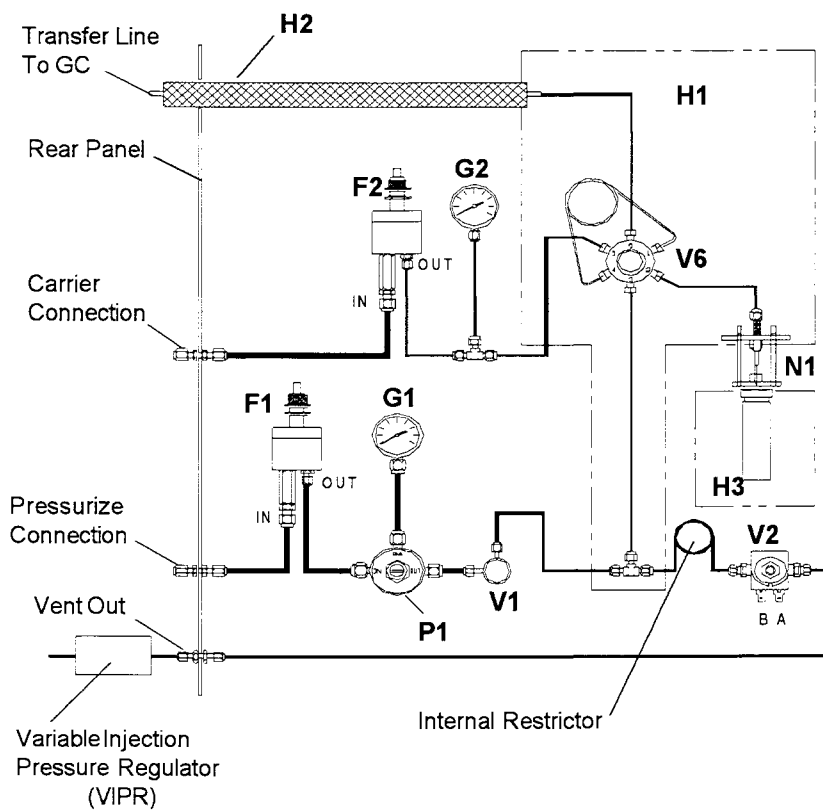 Transfer Line
To GC
H2
H1
Rear Panel
F2
G2
OUT
IN
V6
Carrier
Connection
N1
F1
G1
OUT
IN
H3
V2
Pressurize
Connection
V1
B A
Vent Out
P1
Internal Restrictor
Variable Injection
Pressure Regulator
(VIPR)